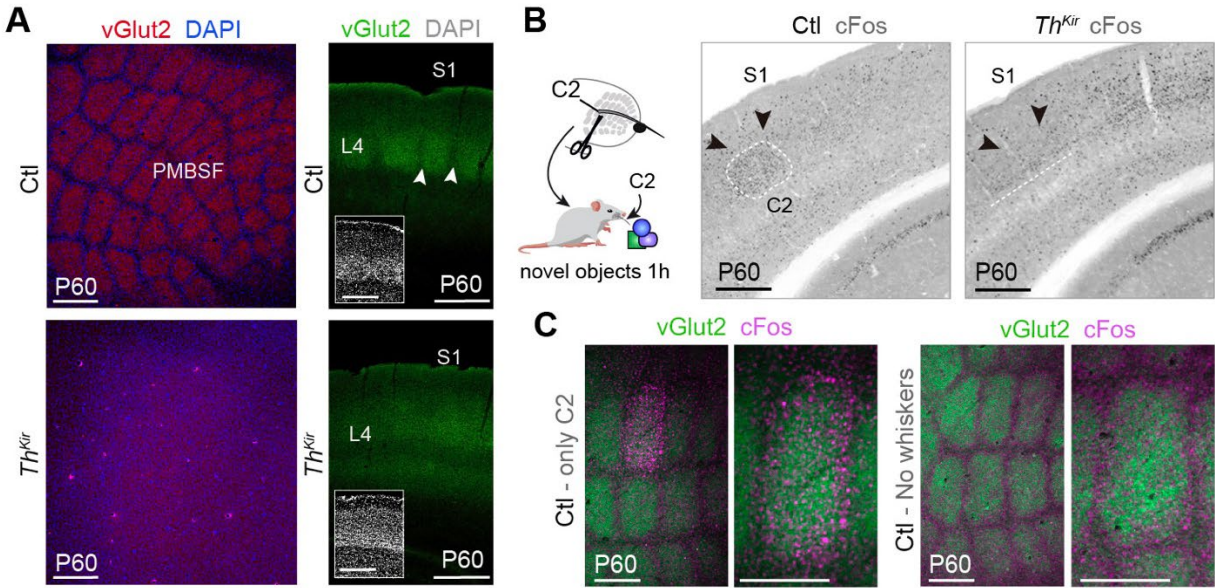 A
vGlut2 DAPI
Ctl
PMBSF
P60
vGlut2 DAPI
Ctl
S1
L4
P60
Th^Kir
P60
Th^Kir
S1
L4
P60
B
C2
C2
novel objects 1h
Ctl cFos
S1
C2
P60
Th^Kir cFos
S1
P60
C
vGlut2 cFos
Ctl - only C2
P60
vGlut2 cFos
Ctl - No whiskers
P60